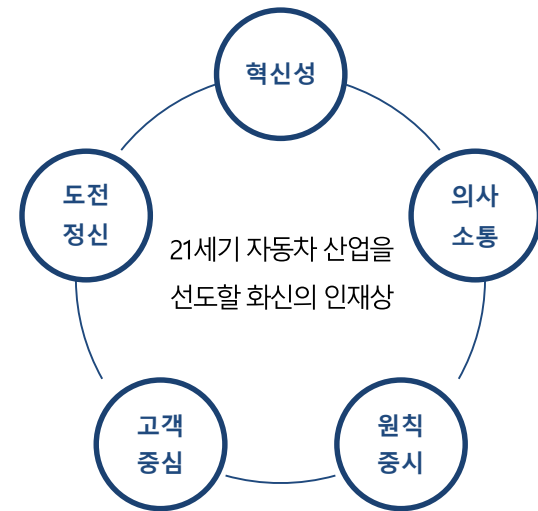 혁신성
도전
정신
의사
소통
21세기 자동차 산업을
선도할 화신의 인재상
고객
중심
원칙
중시